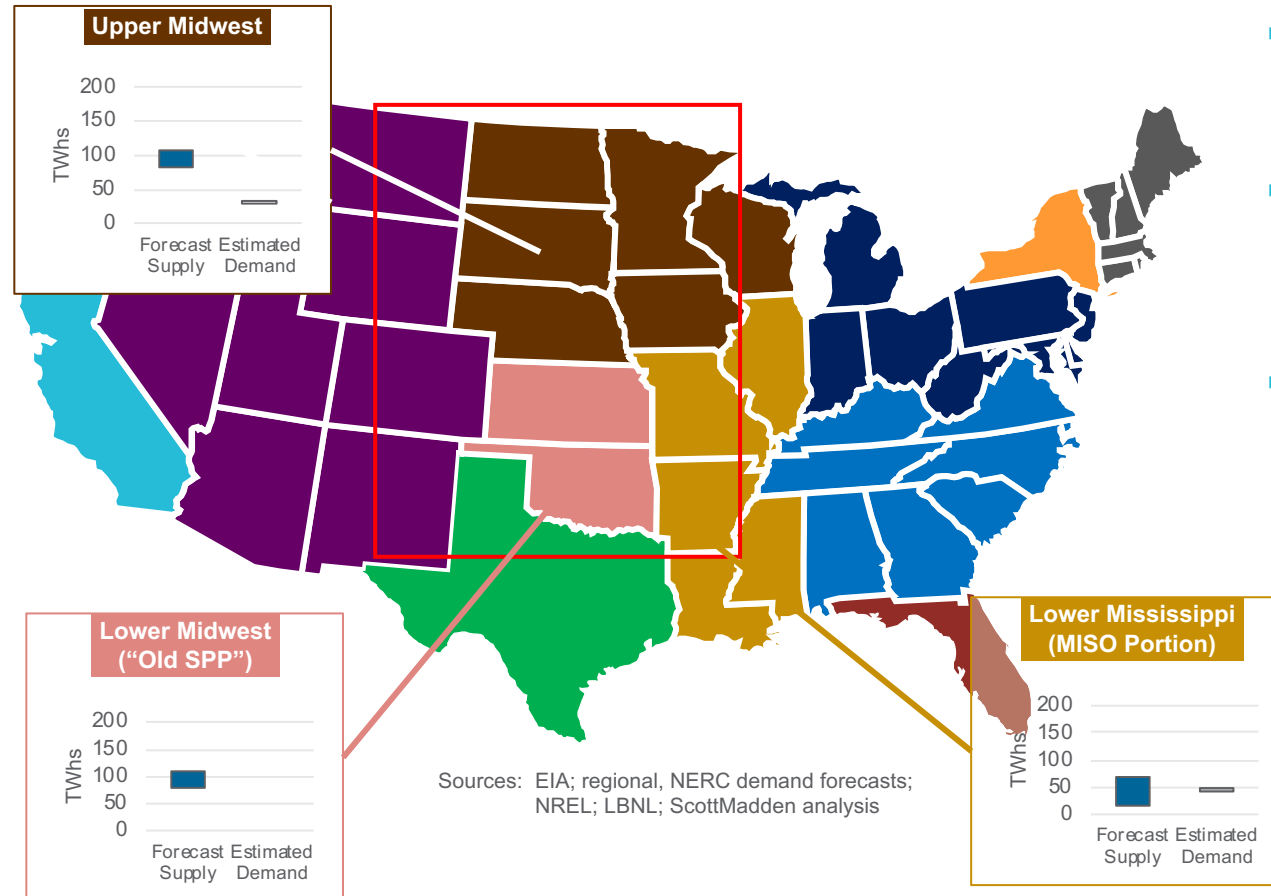 Upper Midwest
200
150
100
50
0
TWhs
Forecast Estimated
Supply Demand
Lower Midwest
(“Old SPP”)
200
150
100
50
0
TWhs
Forecast Estimated
Supply Demand
Sources: EIA; regional, NERC demand forecasts;
NREL; LBNL; ScottMadden analysis
Lower Mississippi
(MISO Portion)
200
150
100
50
0
TWhs
Forecast Estimated
Supply Demand